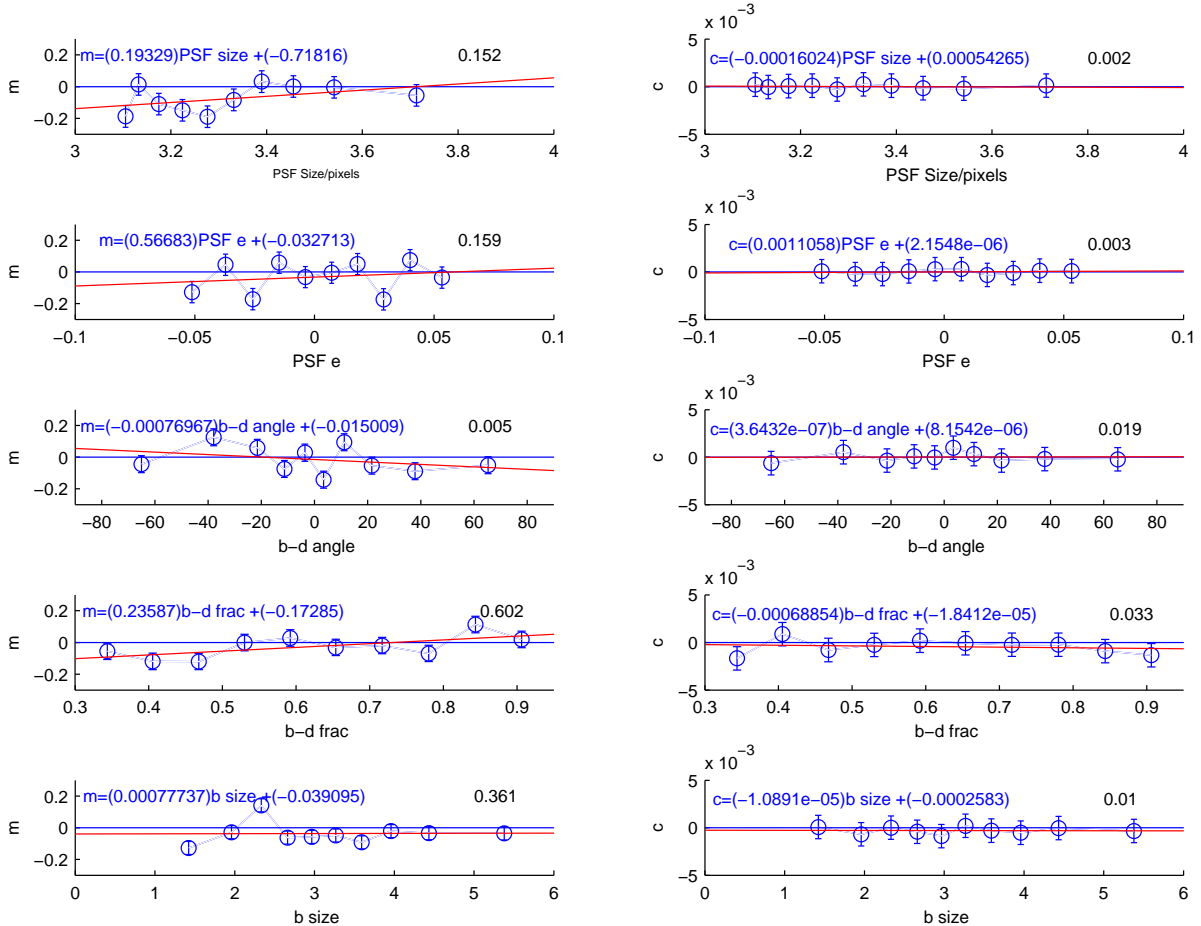 x 10−3
m=(0.19329)PSF size +(−0.71816) 0.152
0.2
0
−0.2
m
3 3.2 3.4 3.6 3.8 4
PSF Size/pixels
c=(−0.00016024)PSF size +(0.00054265) 0.002
5
0
−5
c
3 3.2 3.4 3.6 3.8 4
PSF Size/pixels
m=(0.56683)PSF e +(−0.032713) 0.159
0.2
0
−0.2
m
−0.1 −0.05 0 0.05 0.1
PSF e
x 10−3
c=(0.0011058)PSF e +(2.1548e−06) 0.003
5
0
−5
c
−0.1 −0.05 0 0.05 0.1
PSF e
m=(−0.00076967)b−d angle +(−0.015009) 0.005
0.2
0
−0.2
m
−80 −60 −40 −20 0 20 40 60 80
b−d angle
x 10−3
c=(3.6432e−07)b−d angle +(8.1542e−06) 0.019
5
0
−5
c
−80 −60 −40 −20 0 20 40 60 80
b−d angle
m=(0.23587)b−d frac +(−0.17285) 0.602
0.2
0
−0.2
m
0.3 0.4 0.5 0.6 0.7 0.8 0.9
b−d frac
x 10−3
c=(−0.00068854)b−d frac +(−1.8412e−05) 0.033
5
0
−5
c
0.3 0.4 0.5 0.6 0.7 0.8 0.9
b−d frac
m=(0.00077737)b size +(−0.039095) 0.361
0.2
0
−0.2
m
0 1 2 3 4 5 6
b size
x 10−3
c=(−1.0891e−05)b size +(−0.0002583) 0.01
5
0
−5
c
0 1 2 3 4 5 6
b size